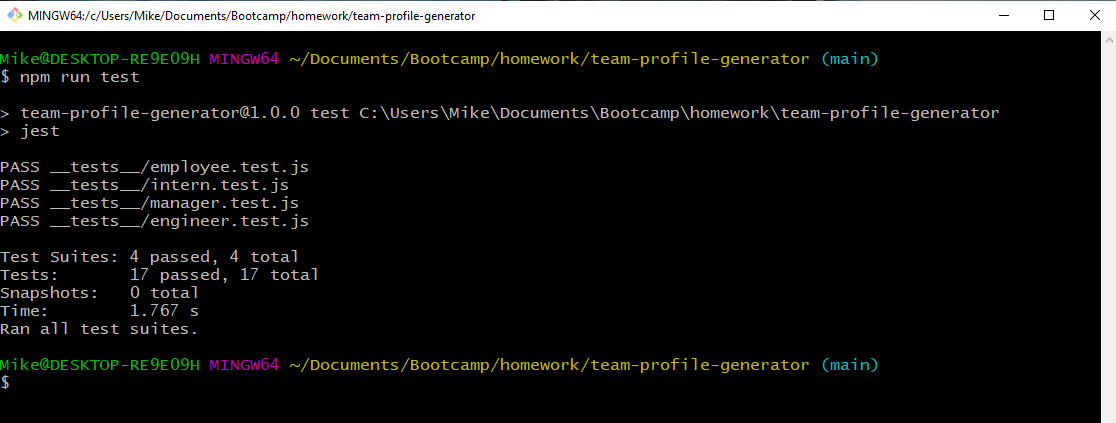 MINGW64:/c/Users/Mike/Documents/Bootcamp/homework/team-profile-generator
Mike@DESKTOP-RE9EO9H MINGW64 ~/Documents/Bootcamp/homework/team-profile-generator (main)
$ npm run test
> team-profile-generator@1.0.0 test C:\Users\Mike\Documents\Bootcamp\homework\team-profile-generator
> jest
PASS __tests__/employee.test.js
PASS __tests__/intern.test.js
PASS __tests__/manager.test.js
PASS __tests__/engineer.test.js
Test Suites: 4 passed, 4 total
Tests:       17 passed, 17 total
Snapshots:   0 total
Time:        1.767 s
Ran all test suites.
Mike@DESKTOP-RE9EO9H MINGW64 ~/Documents/Bootcamp/homework/team-profile-generator (main)
$